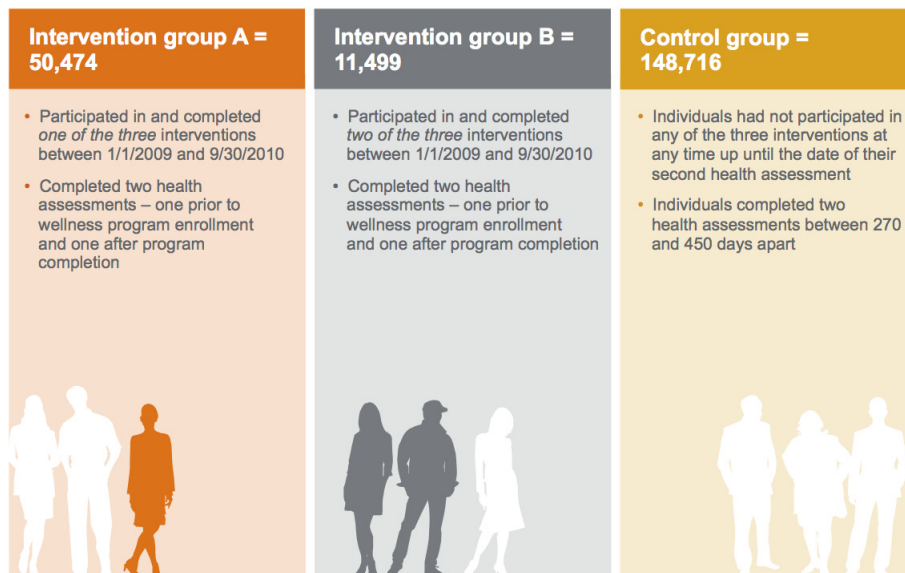 Intervention group A =
50,474
• Participated in and completed
one of the three interventions
between 1/1/2009 and 9/30/2010
• Completed two health
assessments – one prior to
wellness program enrollment
and one after program
completion
Intervention group B =
11,499
• Participated in and completed
two of the three interventions
between 1/1/2009 and 9/30/2010
• Completed two health
assessments – one prior to
wellness program enrollment
and one after program completion
Control group =
148,716
• Individuals had not participated in
any of the three interventions at
any time up until the date of their
second health assessment
• Individuals completed two
health assessments between 270
and 450 days apart